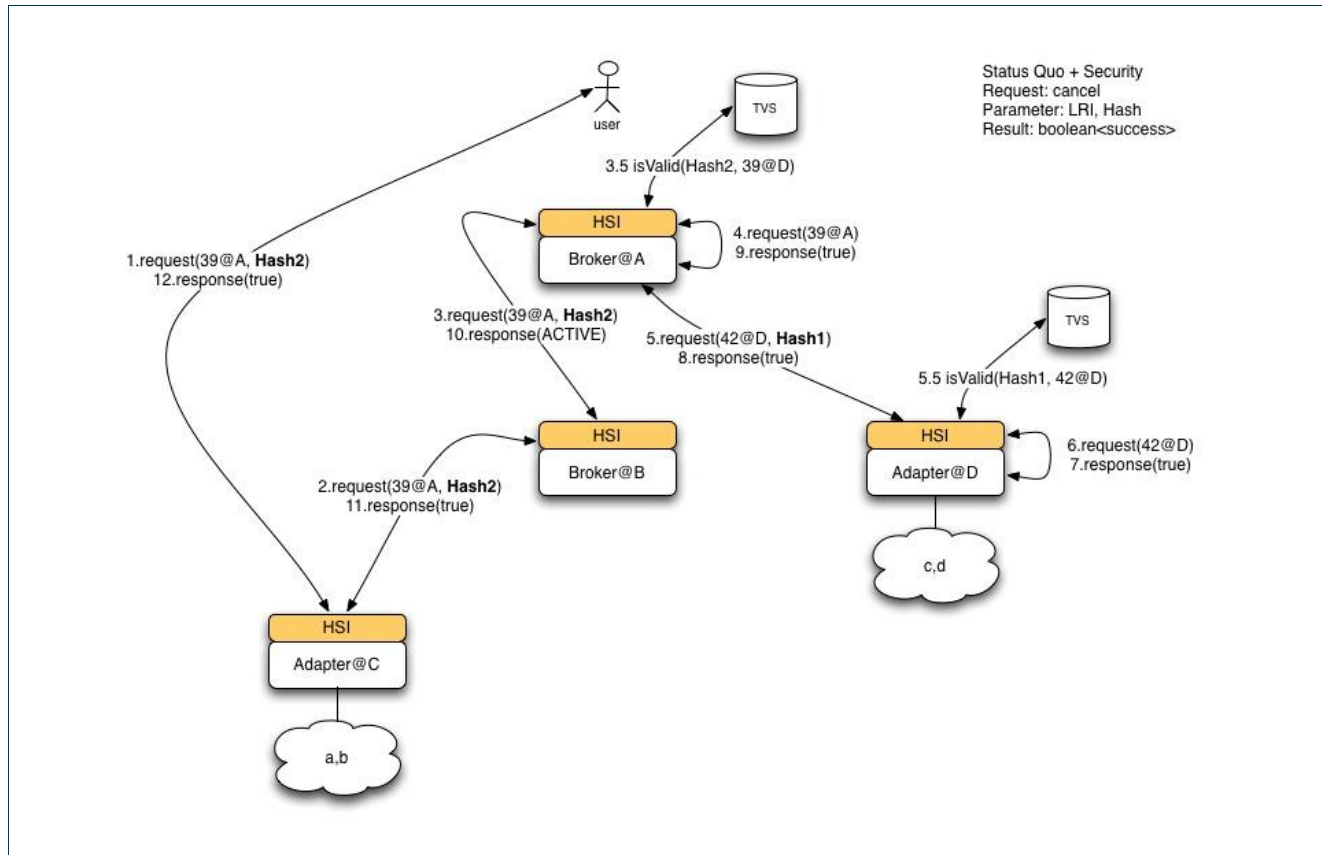 Status Quo + Security
Request: cancel
Parameter: LRI, Hash
Result: boolean<success>
user
TVS
3.5 isValid(Hash2, 39@D)
HSI
Broker@A
4.request(39@A)
9.response(true)
1.request(39@A, Hash2)
12.response(true)
3.request(39@A, Hash2)
10.response(ACTIVE)
5.request(42@D, Hash1)
8.response(true)
TVS
5.5 isValid(Hash1, 42@D)
HSI
Broker@B
HSI
Adapter@D
6.request(42@D)
7.response(true)
2.request(39@A, Hash2)
11.response(true)
c,d
HSI
Adapter@C
a,b